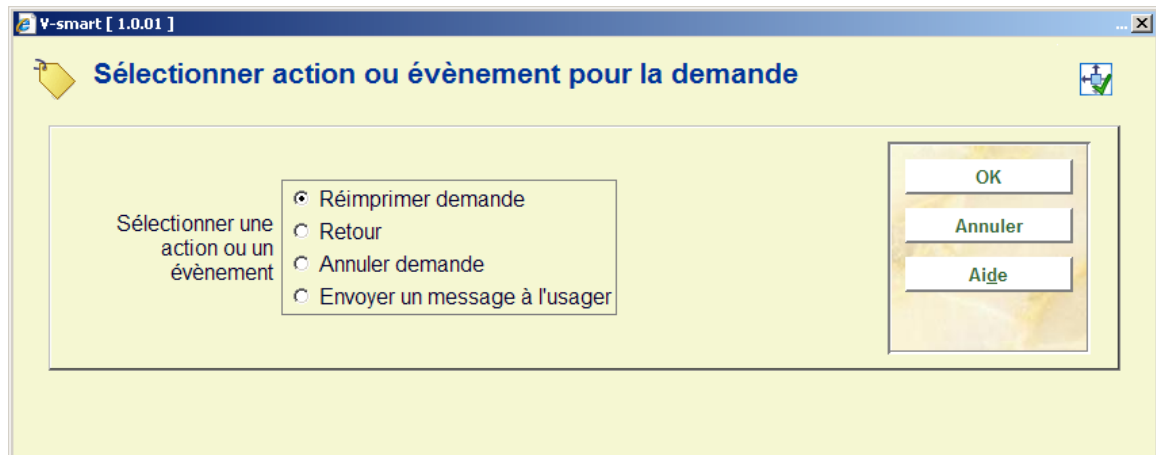 V-smart [ 1.0.01 ] ...
Sélectionner action ou évènement pour la demande
Sélectionner une
action ou un
évènement
Réimprimer demande
Retour
Annuler demande
Envoyer un message à l'usager
OK
Annuler
Aide